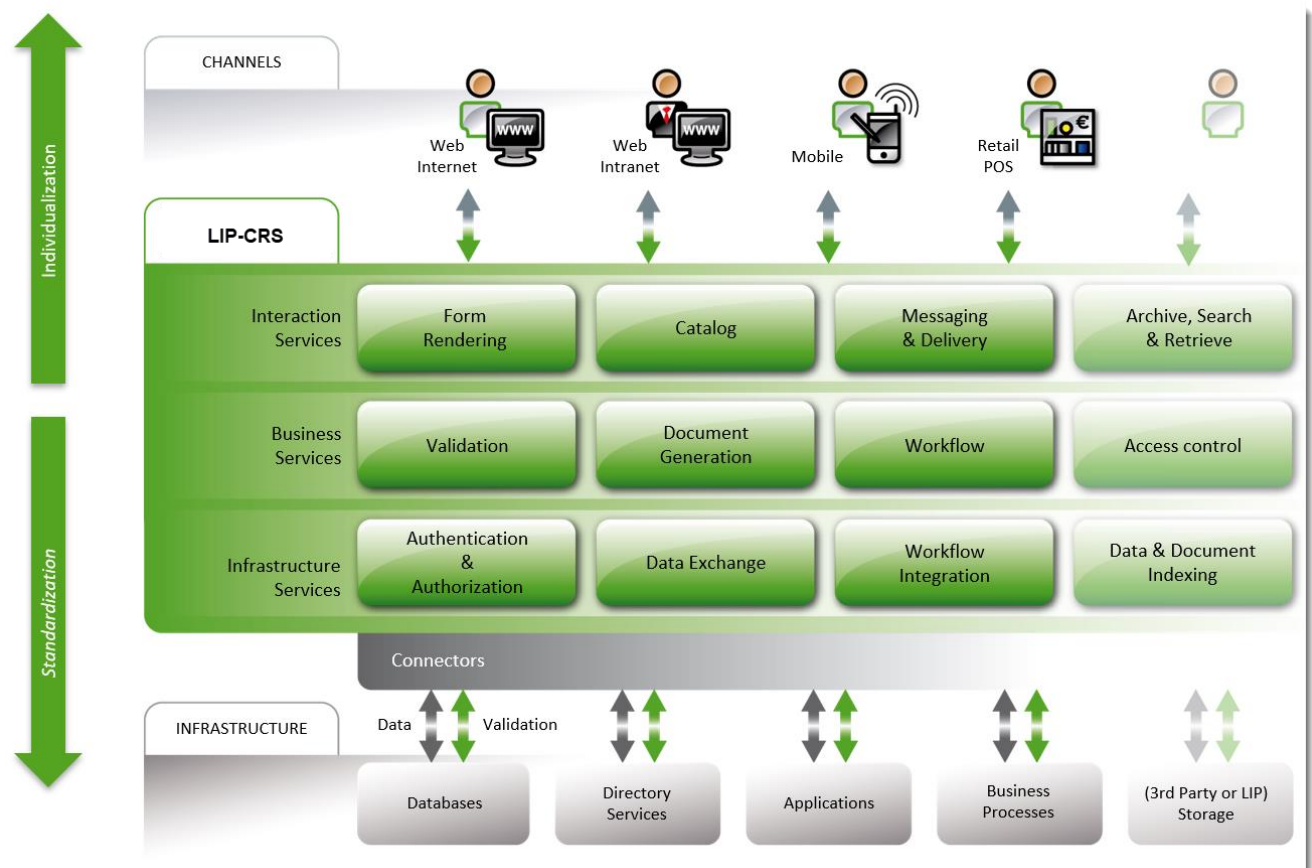 CHANNELS
WWW
WWW
€
Web
Internet
Web
Intranet
Mobile
Retail
POS
Individualization
LIP-CRS
Interaction
Services
Form
Rendering
Catalog
Messaging
& Delivery
Archive, Search
& Retrieve
Business
Services
Validation
Document
Generation
Workflow
Access control
Infrastructure
Services
Authentication
&
Authorization
Data Exchange
Workflow
Integration
Data & Document
Indexing
Standardization
Connectors
INFRASTRUCTURE
Data
Validation
Databases
Directory
Services
Applications
Business
Processes
(3rd Party or LIP)
Storage